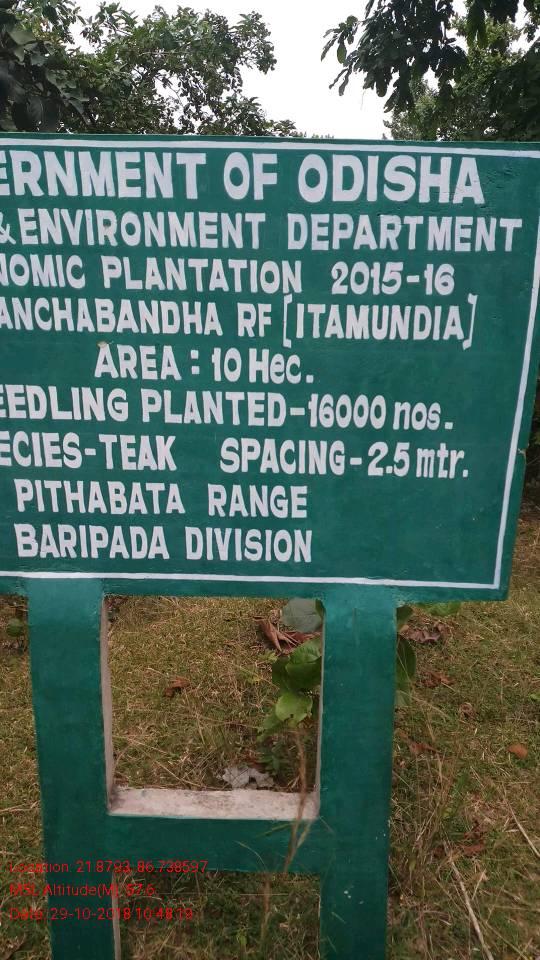 ERNMENT OF ODISHA
& ENVIRONMENT DEPARTMENT
NOMIC PLANTATION 2015-16
ANCHABANDHA RF [ITAMUNDIA]
AREA : 10 Hec.
EEDLING PLANTED-16000 nos.
ECIES-TEAK SPACING-2.5 mtr.
PITHABATA RANGE
BARIPADA DIVISION
Location: 21.8793, 86.738597
MSL Altitude(M): 57.6
Date: 29-10-2018 10:48:19